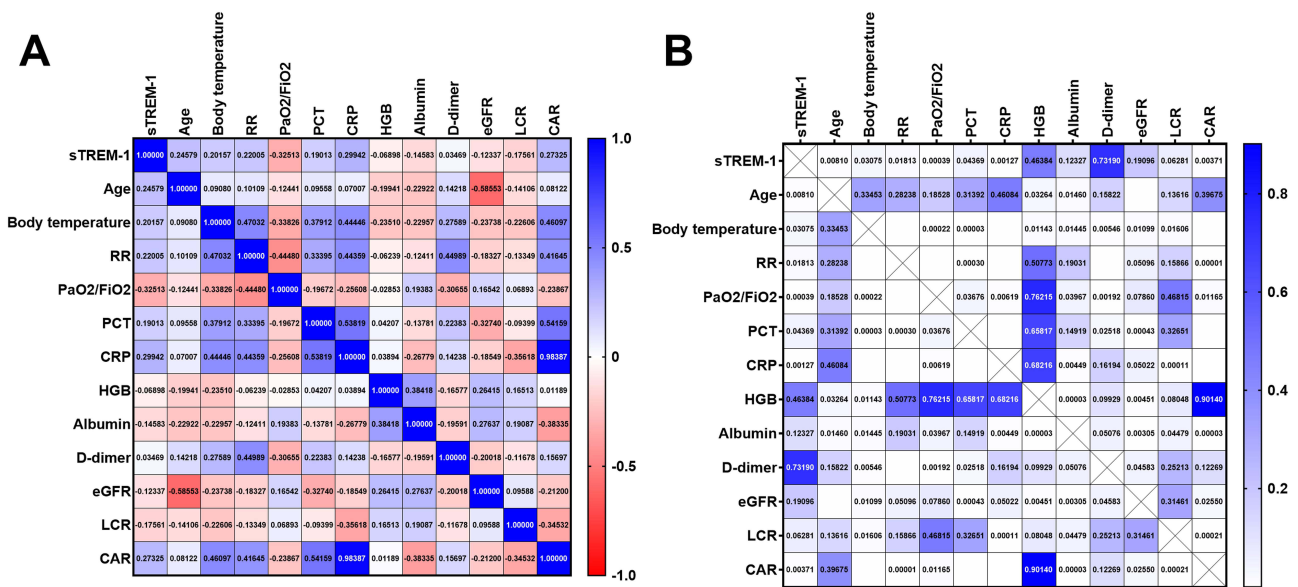 A
sTREM-1 Age Body temperature RR PaO2/FiO2 PCT CRP HGB Albumin D-dimer eGFR LCR CAR
sTREM-1 1.00000 0.24579 0.20157 0.22005 -0.32513 0.19013 0.29942 -0.06898 -0.14583 0.03469 -0.12337 -0.17561 0.27325
Age 0.24579 1.00000 0.09080 0.10109 -0.12441 0.09558 0.07007 -0.19941 -0.22922 0.14218 -0.58553 -0.14106 0.08122
Body temperature 0.20157 0.09080 1.00000 0.47032 -0.33826 0.37912 0.44446 -0.23510 -0.22957 0.27589 -0.23738 -0.22606 0.46097
RR 0.22005 0.10109 0.47032 1.00000 -0.44480 0.33395 0.44359 -0.06239 -0.12411 0.44989 -0.18327 -0.13349 0.41645
PaO2/FiO2 -0.32513 -0.12441 -0.33826 -0.44480 1.00000 -0.19672 -0.25608 -0.02853 0.19383 -0.30655 0.16542 0.06893 -0.23867
PCT 0.19013 0.09558 0.37912 0.33395 -0.19672 1.00000 0.53819 0.04207 -0.13781 0.22383 -0.32740 -0.09399 0.54159
CRP 0.29942 0.07007 0.44446 0.44359 -0.25608 0.53819 1.00000 0.03894 -0.26779 0.14238 -0.18549 -0.35618 0.98387
HGB -0.06898 -0.19941 -0.23510 -0.06239 -0.02853 0.04207 0.03894 1.00000 0.38418 -0.16577 0.26415 0.16513 0.01189
Albumin -0.14583 -0.22922 -0.22957 -0.12411 0.19383 -0.13781 -0.26779 0.38418 1.00000 -0.19591 0.27637 0.19087 -0.38335
D-dimer 0.03469 0.14218 0.27589 0.44989 -0.30655 0.22383 0.14238 -0.16577 -0.19591 1.00000 -0.20018 -0.11678 0.15697
eGFR -0.12337 -0.58553 -0.23738 -0.18327 0.16542 -0.32740 -0.18549 0.26415 0.27637 -0.20018 1.00000 0.09588 -0.21200
LCR -0.17561 -0.14106 -0.22606 -0.13349 0.06893 -0.09399 -0.35618 0.16513 0.19087 -0.11678 0.09588 1.00000 -0.34532
CAR 0.27325 0.08122 0.46097 0.41645 -0.23867 0.54159 0.98387 0.01189 -0.38335 0.15697 -0.21200 -0.34532 1.00000
1.0
0.5
0
-0.5
-1.0
B
sTREM-1 Age Body temperature RR PaO2/FiO2 PCT CRP HGB Albumin D-dimer eGFR LCR CAR
sTREM-1 0.00810 0.03075 0.01813 0.00039 0.04369 0.00127 0.46384 0.12327 0.73190 0.19096 0.06281 0.00371
Age 0.00810 0.33453 0.28238 0.18528 0.31392 0.46084 0.03264 0.01460 0.15822 0.13616 0.39675
Body temperature 0.03075 0.33453 0.00022 0.00003 0.01143 0.01445 0.00546 0.01099 0.01606
RR 0.01813 0.28238 0.00030 0.50773 0.19031 0.05096 0.15866 0.00001
PaO2/FiO2 0.00039 0.18528 0.00022 0.03676 0.00619 0.76215 0.03967 0.00192 0.07860 0.46815 0.01165
PCT 0.04369 0.31392 0.00003 0.00030 0.03676 0.65817 0.14919 0.02518 0.00043 0.32651
CRP 0.00127 0.46084 0.00619 0.68216 0.00449 0.16194 0.05022 0.00011
HGB 0.46384 0.03264 0.01143 0.50773 0.76215 0.65817 0.68216 0.00003 0.09929 0.00451 0.08048 0.90140
Albumin 0.12327 0.01460 0.01445 0.19031 0.03967 0.14919 0.00449 0.00003 0.05076 0.00305 0.04479 0.00003
D-dimer 0.73190 0.15822 0.00546 0.00192 0.02518 0.16194 0.09929 0.05076 0.04583 0.25213 0.12269
eGFR 0.19096 0.01099 0.05096 0.07860 0.00043 0.05022 0.00451 0.00305 0.04583 0.31461 0.02550
LCR 0.06281 0.13616 0.01606 0.15866 0.46815 0.32651 0.00011 0.08048 0.04479 0.25213 0.31461 0.00021
CAR 0.00371 0.39675 0.00001 0.01165 0.90140 0.00003 0.12269 0.02550 0.00021
0.8
0.6
0.4
0.2